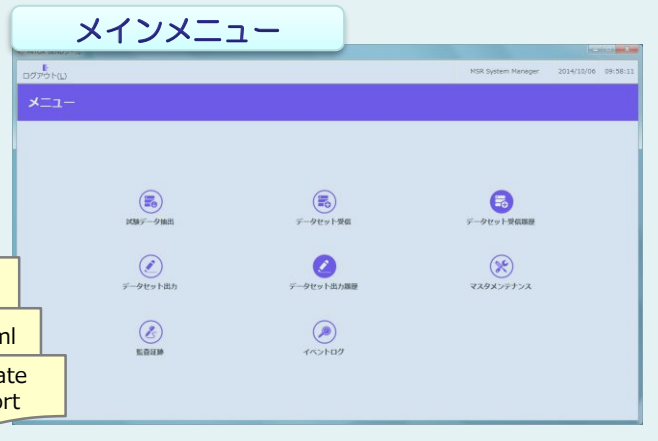 メインメニュー
ログアウト(L)
MSR System Manager 2014/10/06 09:58:11
メニュー
試験データ抽出 データセット受信 データセット受信履歴
データセット出力 データセット出力履歴 マスタメンテナンス
監査証跡 イベントログ
ml
ate
ort